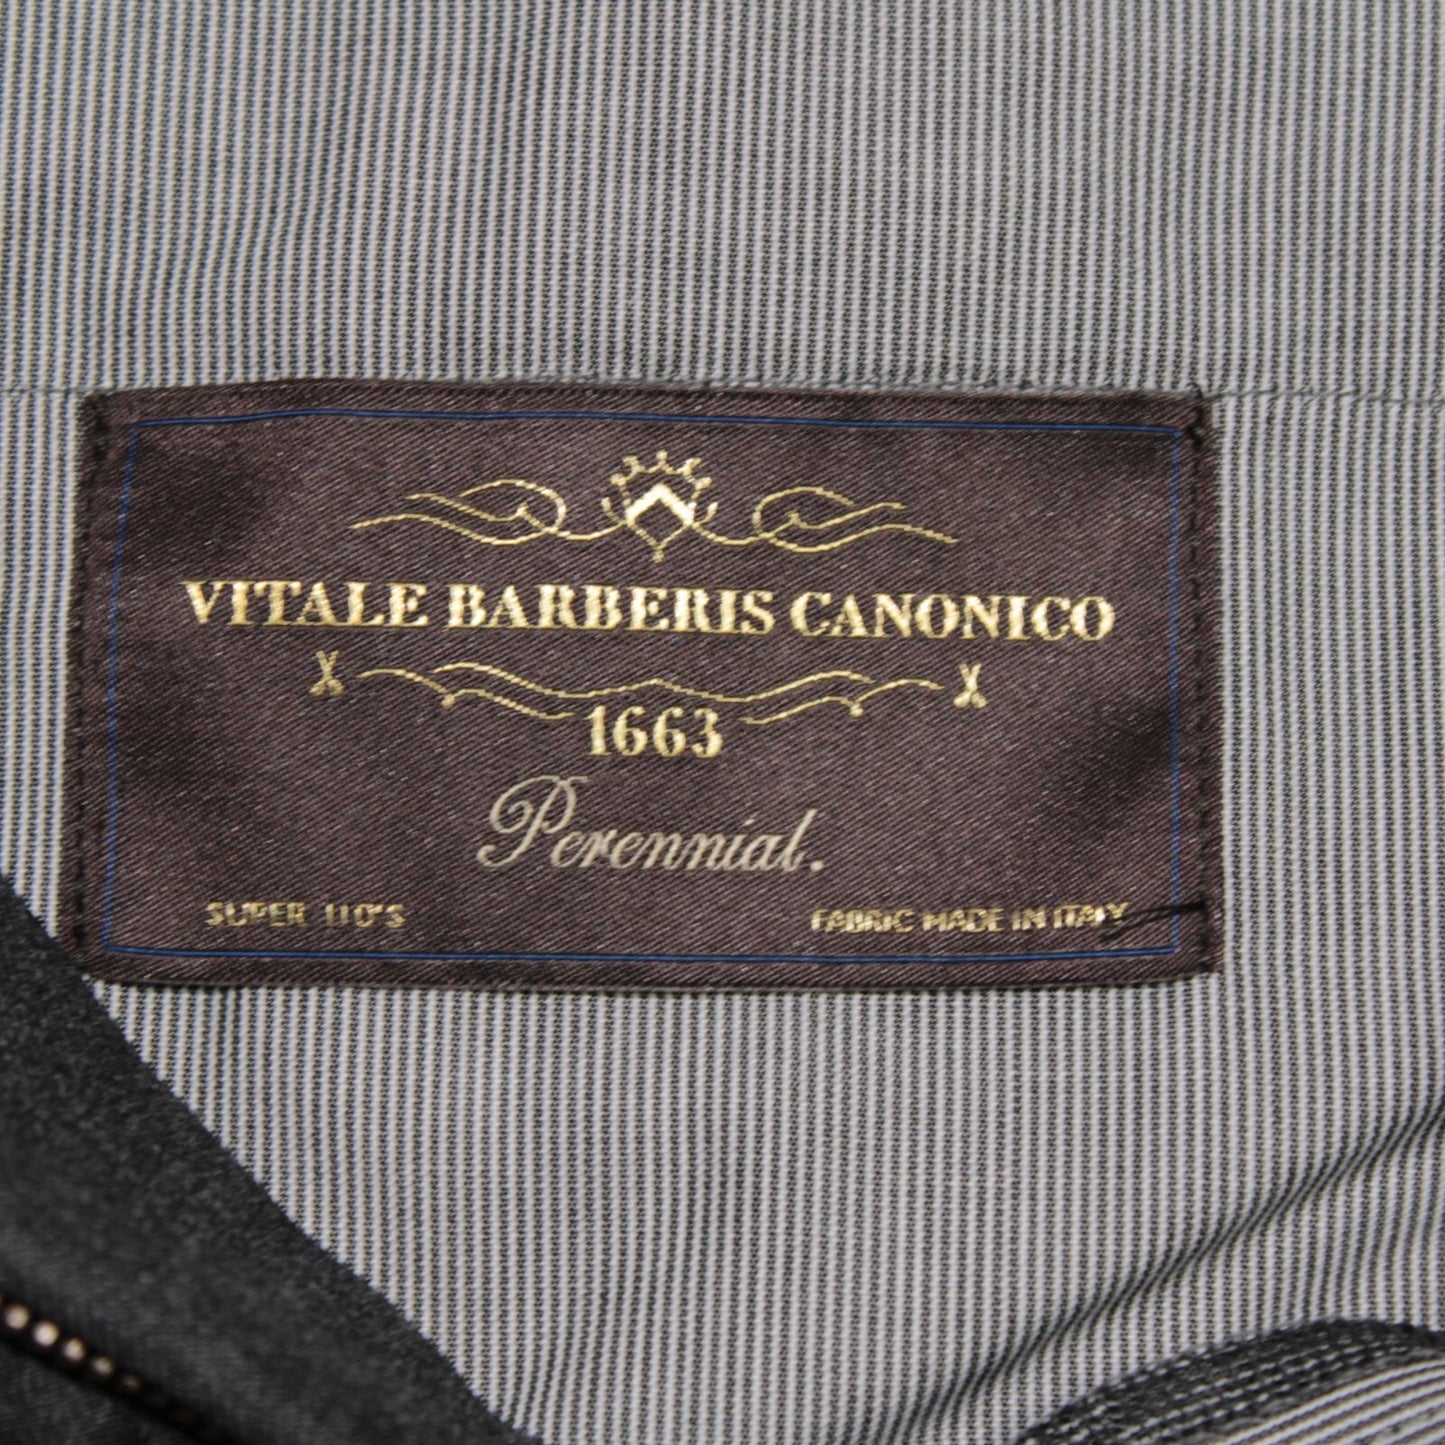 VITALE BARBERIS CANONICO
1663
Perennial.
SUPER 110'S
FABRIC MADE IN ITALY